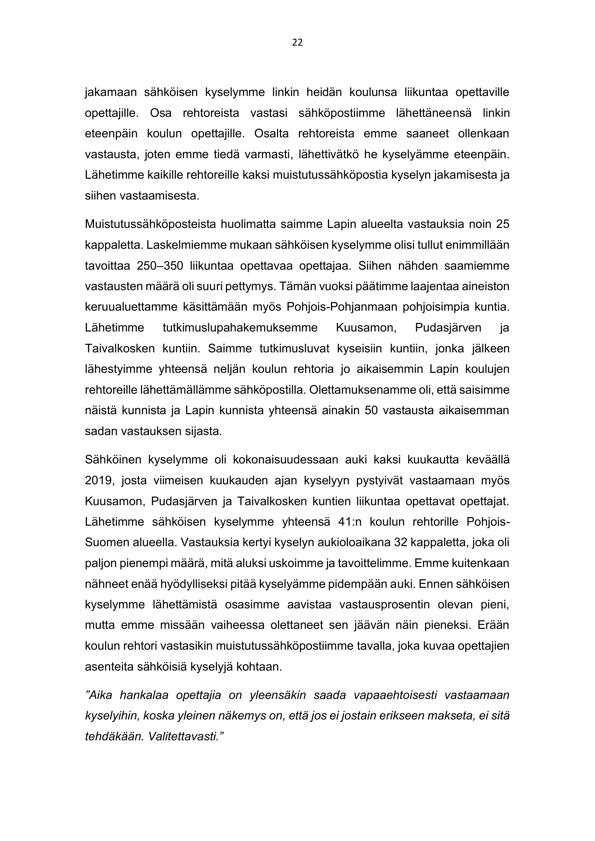 22
jakamaan sähköisen kyselymme linkin heidän koulunsa liikuntaa opettaville
opettajille. Osa rehtoreista vastasi sähköpostiimme lähettäneensä linkin
eteenpäin koulun opettajille. Osalta rehtoreista emme saaneet ollenkaan
vastausta, joten emme tiedä varmasti, lähettivätkö he kyselyämme eteenpäin.
Lähetimme kaikille rehtoreille kaksi muistutussähköpostia kyselyn jakamisesta ja
siihen vastaamisesta.
Muistutussähköposteista huolimatta saimme Lapin alueelta vastauksia noin 25
kappaletta. Laskelmiemme mukaan sähköisen kyselymme olisi tullut enimmillään
tavoittaa 250–350 liikuntaa opettavaa opettajaa. Siihen nähden saamiemme
vastausten määrä oli suuri pettymys. Tämän vuoksi päätimme laajentaa aineiston
keruualuettamme käsittämään myös Pohjois-Pohjanmaan pohjoisimpia kuntia.
Lähetimme tutkimuslupahakemuksemme Kuusamon, Pudasjärven ja
Taivalkosken kuntiin. Saimme tutkimusluvat kyseisiin kuntiin, jonka jälkeen
lähestyimme yhteensä neljän koulun rehtoria jo aikaisemmin Lapin koulujen
rehtoreille lähettämällämme sähköpostilla. Olettamuksenamme oli, että saisimme
näistä kunnista ja Lapin kunnista yhteensä ainakin 50 vastausta aikaisemman
sadan vastauksen sijasta.
Sähköinen kyselymme oli kokonaisuudessaan auki kaksi kuukautta keväällä
2019, josta viimeisen kuukauden ajan kyselyyn pystyivät vastaamaan myös
Kuusamon, Pudasjärven ja Taivalkosken kuntien liikuntaa opettavat opettajat.
Lähetimme sähköisen kyselymme yhteensä 41:n koulun rehtorille Pohjois-
Suomen alueella. Vastauksia kertyi kyselyn aukioloaikana 32 kappaletta, joka oli
paljon pienempi määrä, mitä aluksi uskoimme ja tavoittelimme. Emme kuitenkaan
nähneet enää hyödylliseksi pitää kyselyämme pidempään auki. Ennen sähköisen
kyselymme lähettämistä osasimme aavistaa vastausprosentin olevan pieni,
mutta emme missään vaiheessa olettaneet sen jäävän näin pieneksi. Erään
koulun rehtori vastasikin muistutussähköpostiimme tavalla, joka kuvaa opettajien
asenteita sähköisiä kyselyjä kohtaan.
”Aika hankalaa opettajia on yleensäkin saada vapaaehtoisesti vastaamaan
kyselyihin, koska yleinen näkemys on, että jos ei jostain erikseen makseta, ei sitä
tehdäkään. Valitettavasti.”